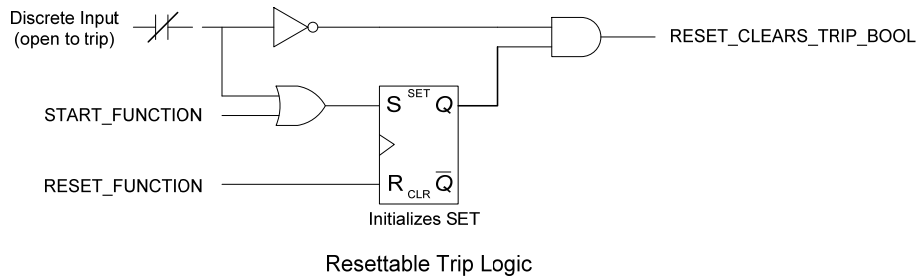 Discrete Input
(open to trip)
RESET_CLEARS_TRIP_BOOL
START_FUNCTION
S SET Q
RESET_FUNCTION
R CLR Q̅
Initializes SET
Resettable Trip Logic